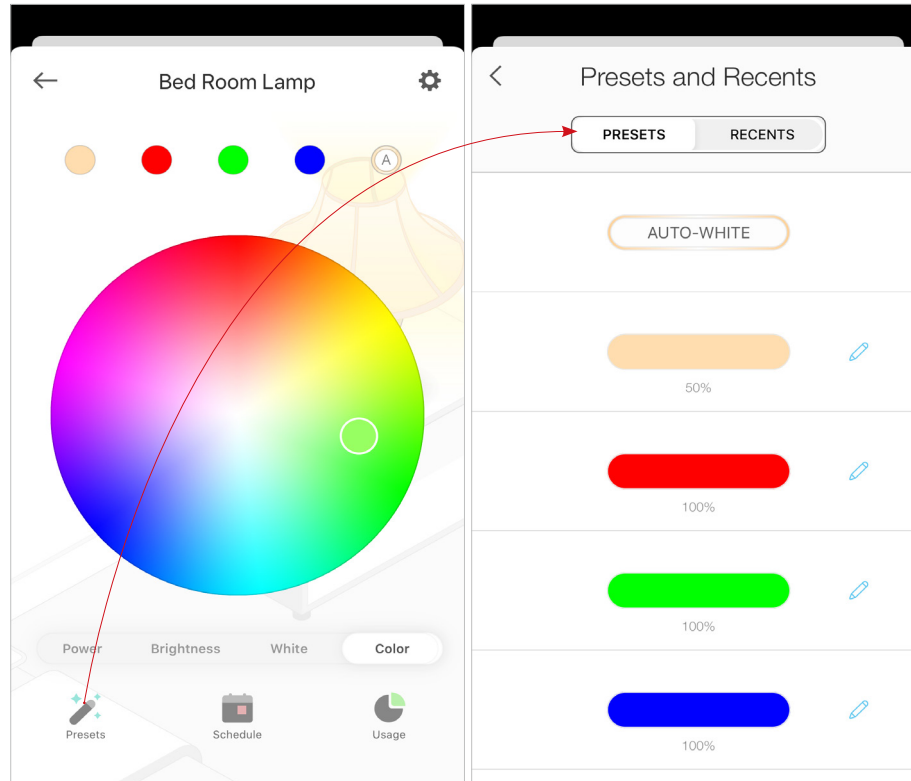 Bed Room Lamp
A
Power Brightness White Color
Presets Schedule Usage
Presets and Recents
PRESETS RECENTS
AUTO-WHITE
50%
100%
100%
100%